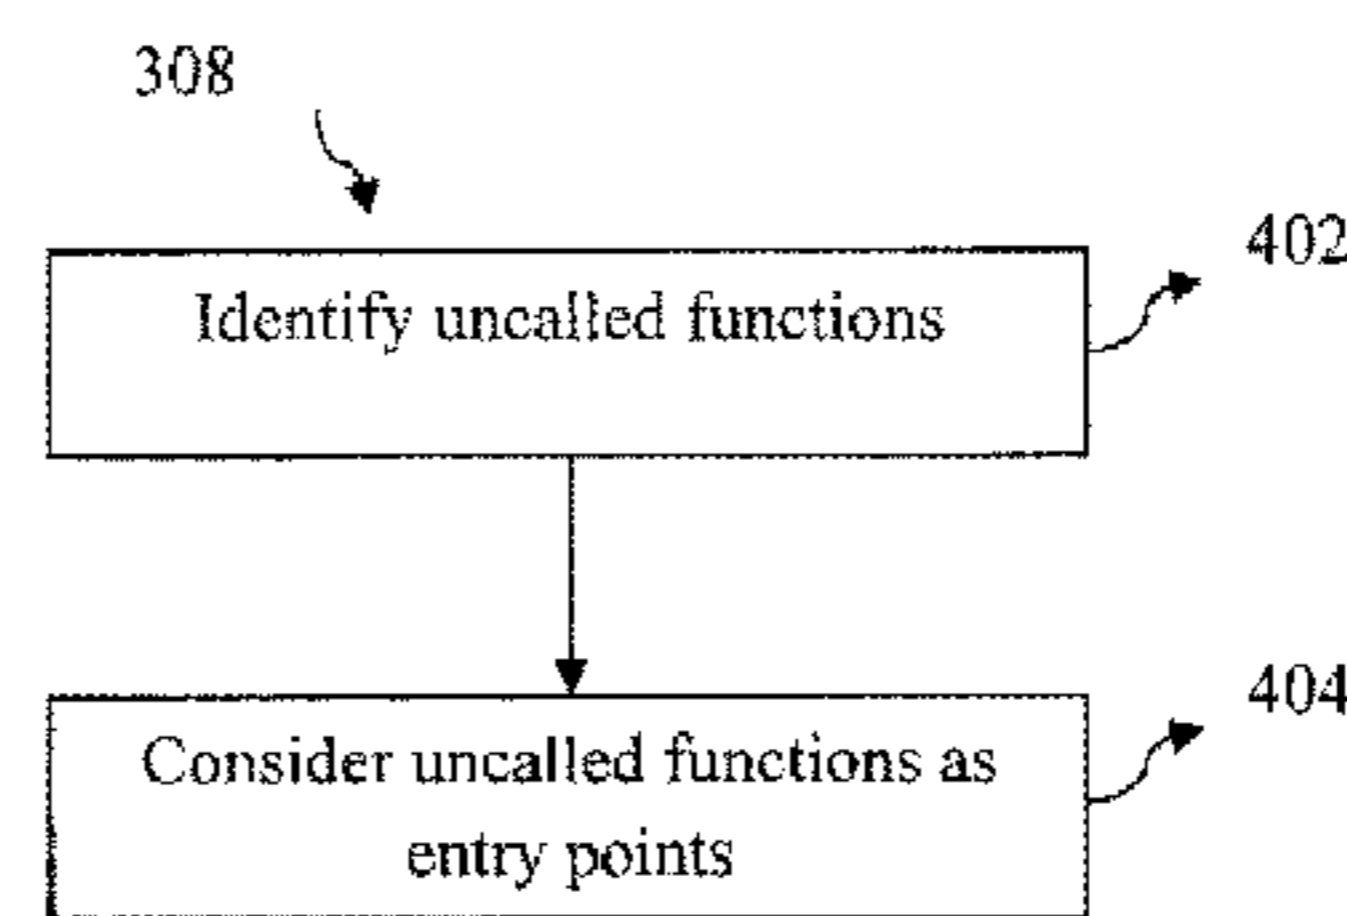 308
402
Identify uncalled functions
404
Consider uncalled functions as
entry points